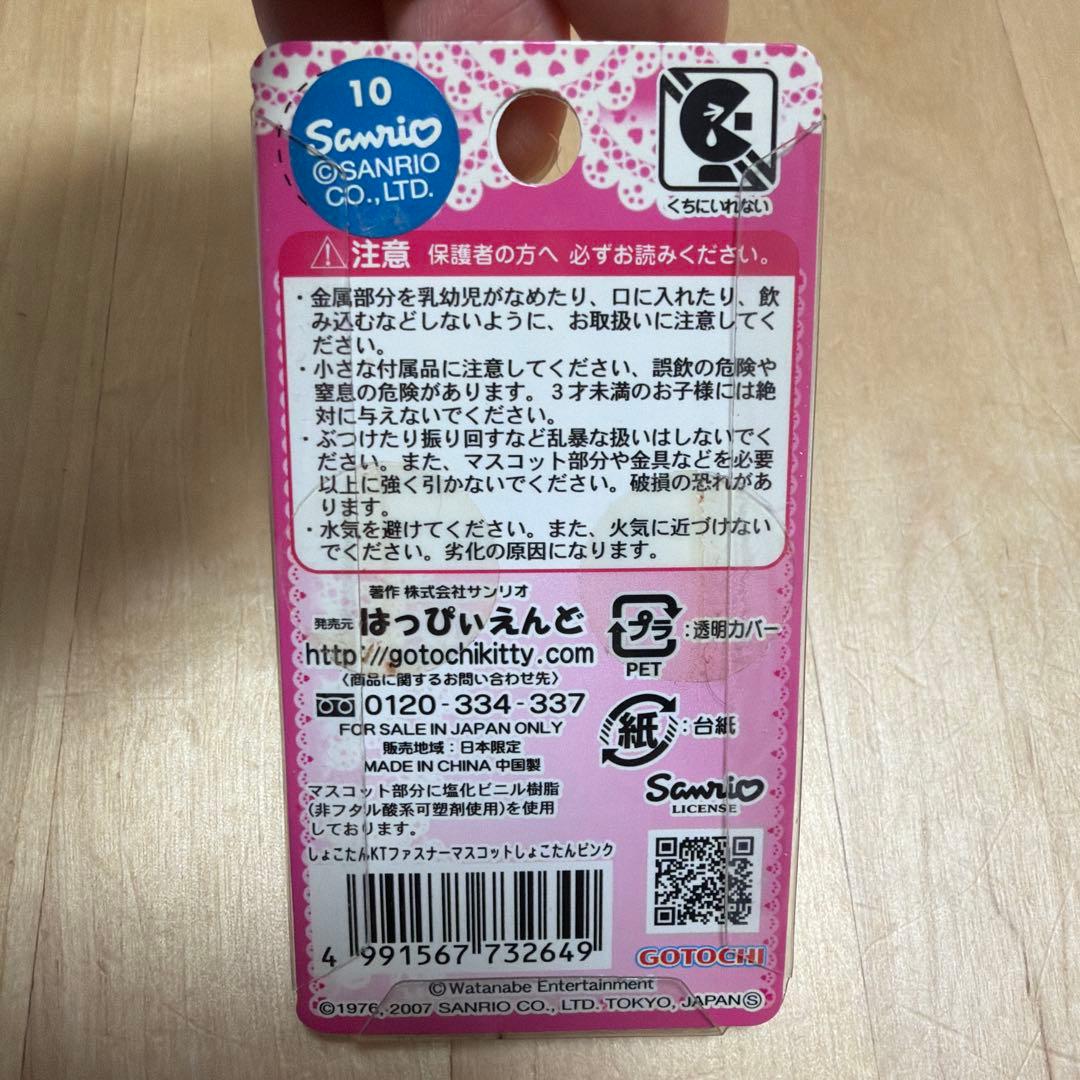 10
Sanrio
©SANRIO
CO.,LTD.
くちにいれない
注意 保護者の方へ 必ずお読みください。
・金属部分を乳幼児がなめたり、口に入れたり、飲
み込むなどしないように、お取扱いに注意してく
ださい。
・小さな付属品に注意してください、誤飲の危険や
窒息の危険があります。3才未満のお子様には絶
対に与えないでください。
・ぶつけたり振り回すなど乱暴な扱いはしないでく
ださい。また、マスコット部分や金具などを必要
以上に強く引かないでください。破損の恐れがあ
ります。
・水気を避けてください。また、火気に近づけない
でください。劣化の原因になります。
著作 株式会社サンリオ
発売元 はっぴぃえんど
http://gotochikitty.com
〈商品に関するお問い合わせ先〉
0120-334-337
FOR SALE IN JAPAN ONLY
販売地域：日本限定
MADE IN CHINA 中国製
プラ:透明カバー
PET
紙:台紙
マスコット部分に塩化ビニル樹脂
(非フタル酸系可塑剤使用)を使用
しております。
Sanrio
LICENSE
しょこたんKTファスナーマスコットしょこたんピンク
4 991567 732649
GOTOCHI
©Watanabe Entertainment
©1976, 2007 SANRIO CO., LTD. TOKYO, JAPAN Ⓢ